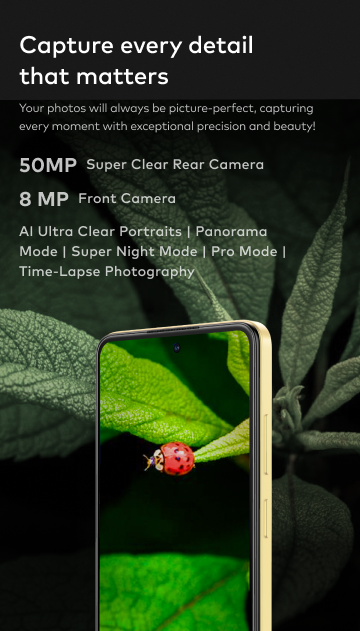 Capture every detail
that matters
Your photos will always be picture-perfect, capturing
every moment with exceptional precision and beauty!
50MP Super Clear Rear Camera
8 MP Front Camera
AI Ultra Clear Portraits | Panorama
Mode | Super Night Mode | Pro Mode |
Time-Lapse Photography